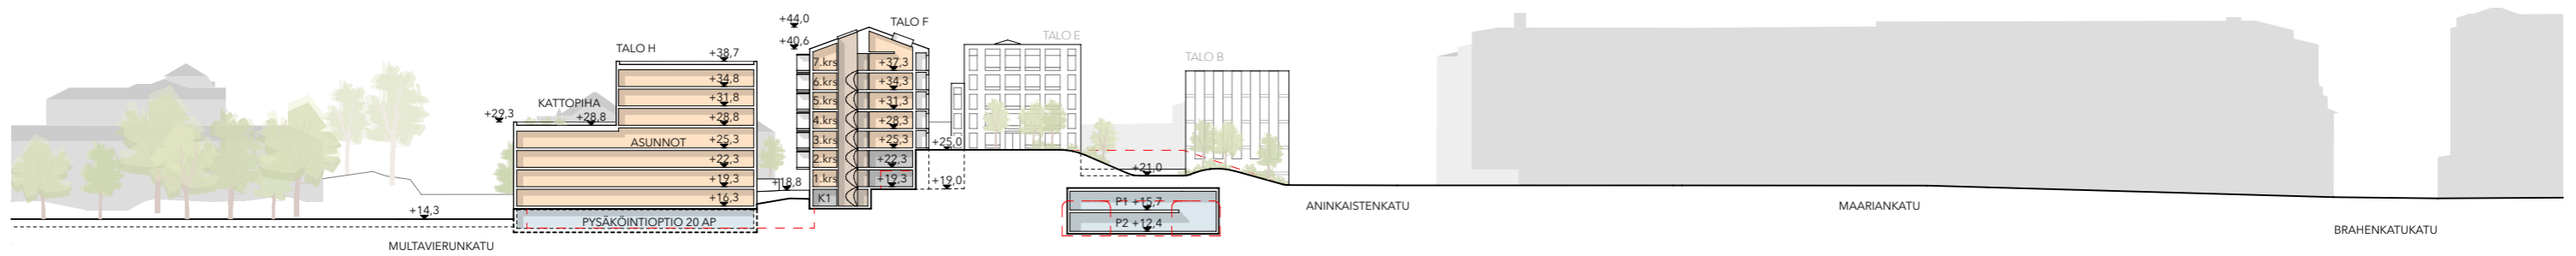 TALO H
+38,7
+34,8
+31,8
KATTOPIHA
+29,3
+28,8
+28,8
ASUNNOT
+25,3
+22,3
+19,3
+16,3
PYSÄKÖINTIOPTIO 20 AP
+14,3
MULTAVIERUNKATU
+18,8
+44,0
+40,6
TALO F
7.krs
+37,3
6.krs
+34,3
5.krs
+31,3
4.krs
+28,3
3.krs
+25,3
2.krs
+22,3
1.krs
+19,3
K1
+25,0
+19,0
TALO E
TALO B
+21,0
P1 +15,7
P2 +12,4
ANINKAISTENKATU
MAARIANKATU
BRAHENKATUKATU